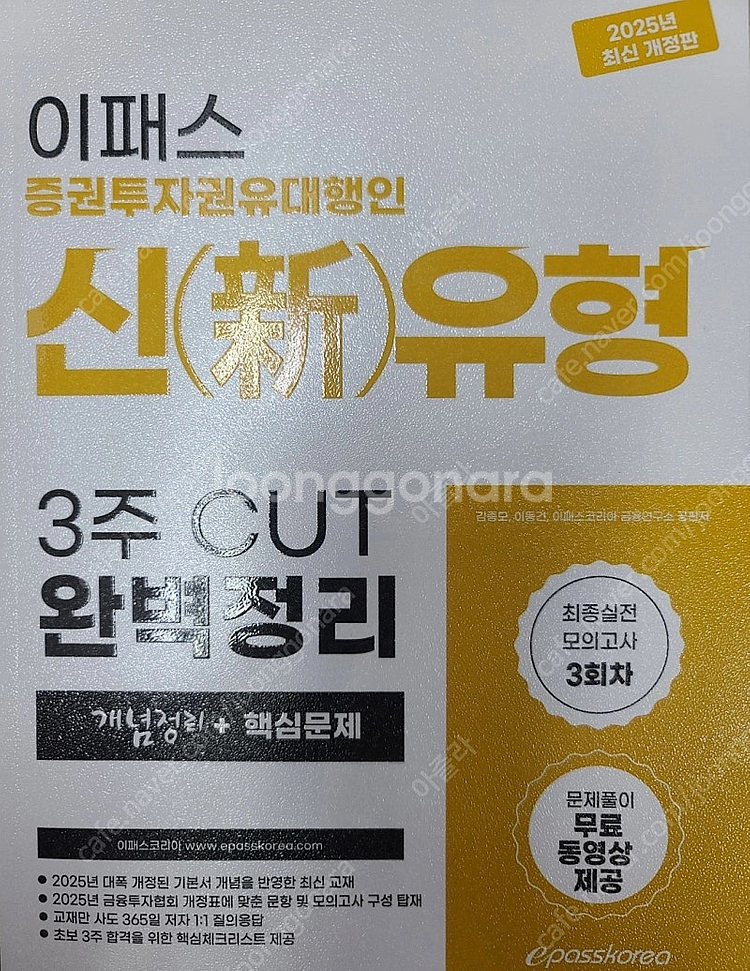 2025년
최신 개정판
이패스
증권투자권유대행인
신(新)유형
joonggonara
3주 CUT
완벽정리
김종모, 이동건, 이패스코리아 금융연구소 공편저
최종실전
모의고사
3회차
개념정리 + 핵심문제
문제풀이
무료
동영상
제공
이패스코리아 www.epasskorea.com
• 2025년 대폭 개정된 기본서 개념을 반영한 최신 교재
• 2025년 금융투자협회 개정표에 맞춘 문항 및 모의고사 구성 탑재
• 교재만 사도 365일 저자 1:1 질의응답
• 초보 3주 합격을 위한 핵심체크리스트 제공
epasskorea